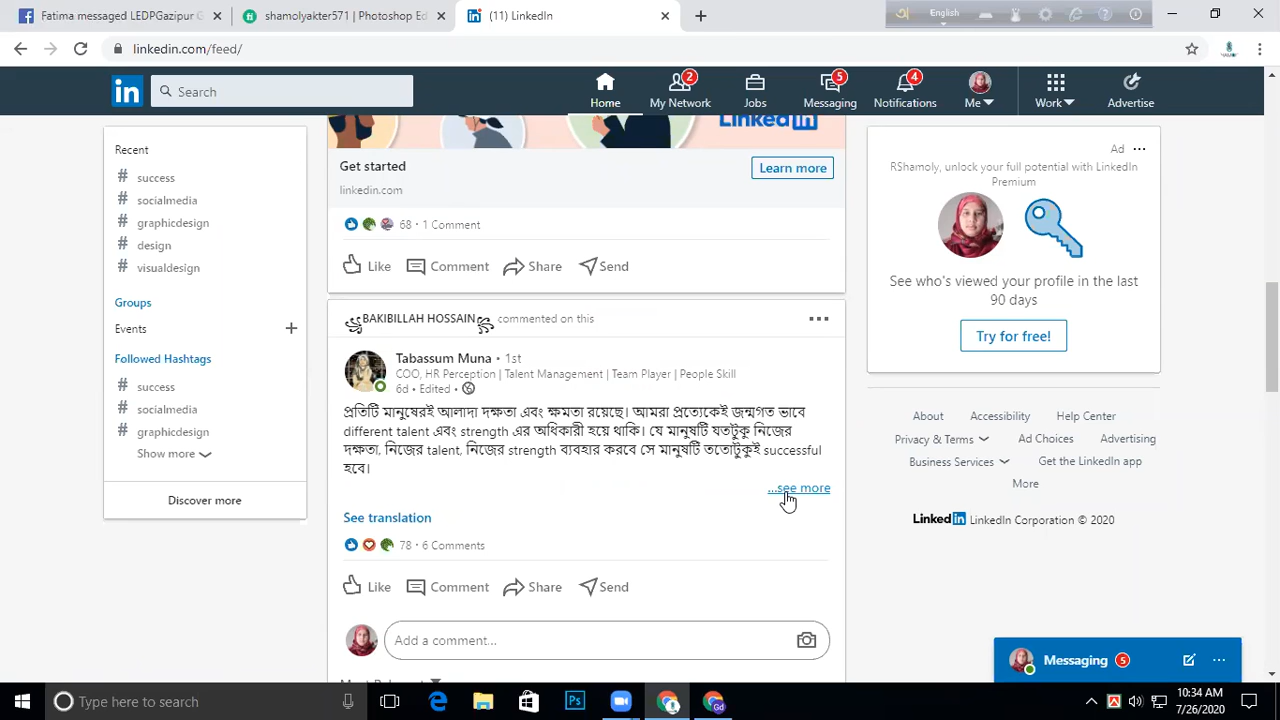 Fatima messaged LEDPGazipur G
shamolyakter571 | Photoshop Ed
(11) LinkedIn
English
linkedin.com/feed/
in
Search
Home
2
My Network
Jobs
5
Messaging
4
Notifications
Me
Work
Advertise
Recent
# success
# socialmedia
# graphicdesign
# design
# visualdesign
Groups
Events +
Followed Hashtags
# success
# socialmedia
# graphicdesign
Show more
Discover more
LinkedIn
Get started
linkedin.com
Learn more
68 · 1 Comment
Like Comment Share Send
BAKIBILLAH HOSSAIN commented on this
Tabassum Muna • 1st
COO, HR Perception | Talent Management | Team Player | People Skill
6d • Edited •
প্রতিটি মানুষেরই আলাদা দক্ষতা এবং ক্ষমতা রয়েছে। আমরা প্রত্যেকেই জন্মগত ভাবে
different talent এবং strength এর অধিকারী হয়ে থাকি। যে মানুষটি যতটুকু নিজের
দক্ষতা, নিজের talent, নিজের strength ব্যবহার করবে সে মানুষটি ততোটুকুই successful
হবে।
...see more
See translation
78 · 6 Comments
Like Comment Share Send
Add a comment...
Ad
RShamoly, unlock your full potential with LinkedIn
Premium
See who's viewed your profile in the last
90 days
Try for free!
About Accessibility Help Center
Privacy & Terms Ad Choices Advertising
Business Services Get the LinkedIn app
More
LinkedIn LinkedIn Corporation © 2020
Messaging 5
Type here to search
Ps
Gd
10:34 AM
7/26/2020